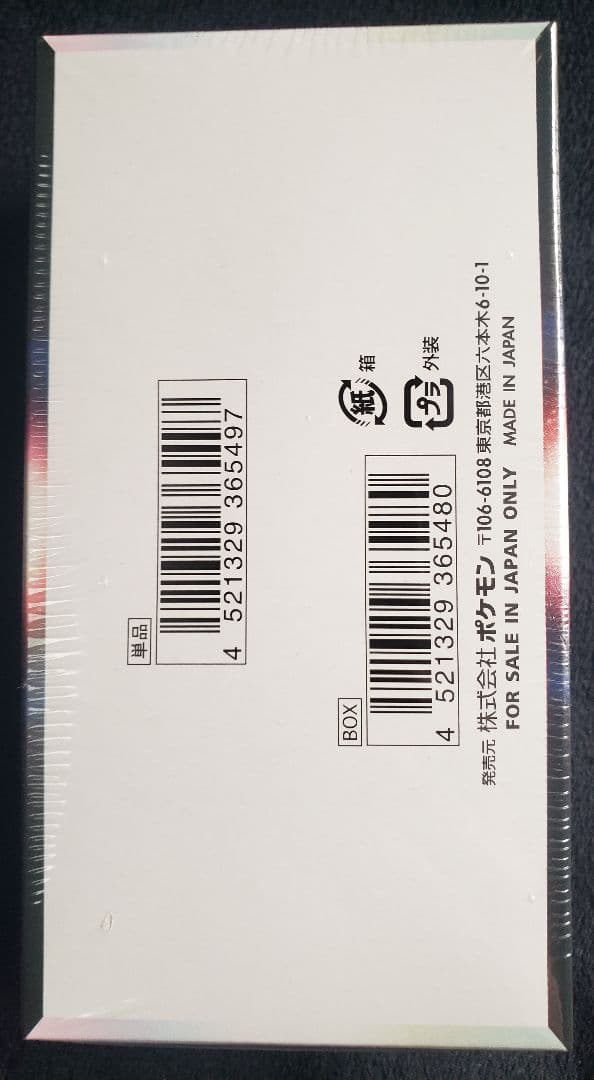 単品
4 521329 365497
紙 箱
プラ 外装
BOX
4 521329 365480
発売元 株式会社 ポケモン 〒106-6108 東京都港区六本木6-10-1
FOR SALE IN JAPAN ONLY MADE IN JAPAN